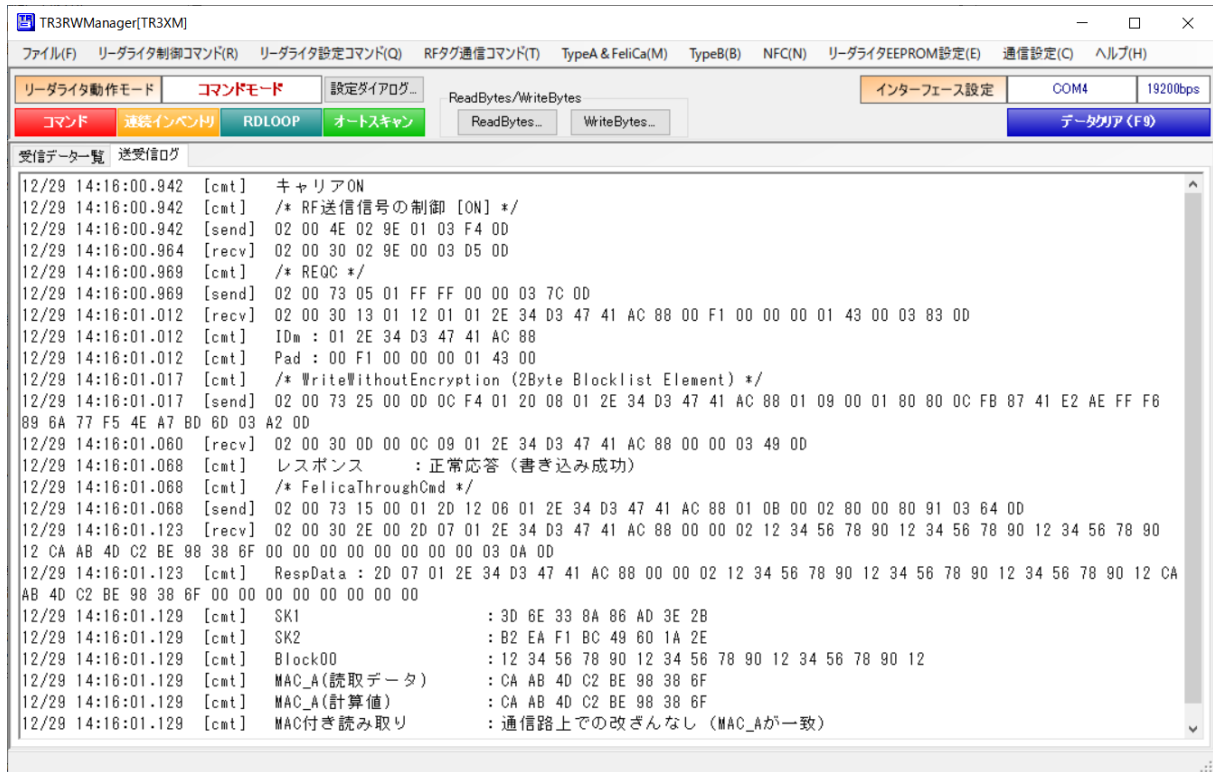 TR3RWManager[TR3XM]
ファイル(F) リーダライタ制御コマンド(R) リーダライタ設定コマンド(Q) RFタグ通信コマンド(T) TypeA & FeliCa(M) TypeB(B) NFC(N) リーダライタEEPROM設定(E) 通信設定(C) ヘルプ(H)
リーダライタ動作モード コマンドモード 設定ダイアログ... ReadBytes/WriteBytes インターフェース設定 COM4 19200bps
コマンド 連続インベントリ RDLOOP オートスキャン ReadBytes... WriteBytes... データクリア(F9)
受信データ一覧 送受信ログ
12/29 14:16:00.942 [cmt] キャリアON
12/29 14:16:00.942 [cmt] /* RF送信信号の制御 [ON] */
12/29 14:16:00.942 [send] 02 00 4E 02 9E 01 03 F4 0D
12/29 14:16:00.964 [recv] 02 00 30 02 9E 00 03 D5 0D
12/29 14:16:00.969 [cmt] /* REQC */
12/29 14:16:00.969 [send] 02 00 73 05 01 FF FF 00 00 03 7C 0D
12/29 14:16:01.012 [recv] 02 00 30 13 01 12 01 01 2E 34 D3 47 41 AC 88 00 F1 00 00 00 01 43 00 03 83 0D
12/29 14:16:01.012 [cmt] IDm : 01 2E 34 D3 47 41 AC 88
12/29 14:16:01.012 [cmt] Pad : 00 F1 00 00 00 01 43 00
12/29 14:16:01.017 [cmt] /* WriteWithoutEncryption (2Byte Blocklist Element) */
12/29 14:16:01.017 [send] 02 00 73 25 00 0D 0C F4 01 20 08 01 2E 34 D3 47 41 AC 88 01 09 00 01 80 80 0C FB 87 41 E2 AE FF F6
89 6A 77 F5 4E A7 BD 6D 03 A2 0D
12/29 14:16:01.060 [recv] 02 00 30 0D 00 0C 09 01 2E 34 D3 47 41 AC 88 00 00 03 49 0D
12/29 14:16:01.068 [cmt] レスポンス : 正常応答（書き込み成功）
12/29 14:16:01.068 [cmt] /* FelicaThroughCmd */
12/29 14:16:01.068 [send] 02 00 73 15 00 01 2D 12 06 01 2E 34 D3 47 41 AC 88 01 0B 00 02 80 00 80 91 03 64 0D
12/29 14:16:01.123 [recv] 02 00 30 2E 00 2D 07 01 2E 34 D3 47 41 AC 88 00 00 02 12 34 56 78 90 12 34 56 78 90 12 34 56 78 90
12 CA AB 4D C2 BE 98 38 6F 00 00 00 00 00 00 00 00 03 0A 0D
12/29 14:16:01.123 [cmt] RespData : 2D 07 01 2E 34 D3 47 41 AC 88 00 00 02 12 34 56 78 90 12 34 56 78 90 12 34 56 78 90 12 CA
AB 4D C2 BE 98 38 6F 00 00 00 00 00 00 00 00
12/29 14:16:01.129 [cmt] SK1 : 3D 6E 33 8A 86 AD 3E 2B
12/29 14:16:01.129 [cmt] SK2 : B2 EA F1 BC 49 60 1A 2E
12/29 14:16:01.129 [cmt] Block00 : 12 34 56 78 90 12 34 56 78 90 12 34 56 78 90 12
12/29 14:16:01.129 [cmt] MAC_A(読取データ) : CA AB 4D C2 BE 98 38 6F
12/29 14:16:01.129 [cmt] MAC_A(計算値) : CA AB 4D C2 BE 98 38 6F
12/29 14:16:01.129 [cmt] MAC付き読み取り : 通信路上での改ざんなし（MAC_Aが一致）